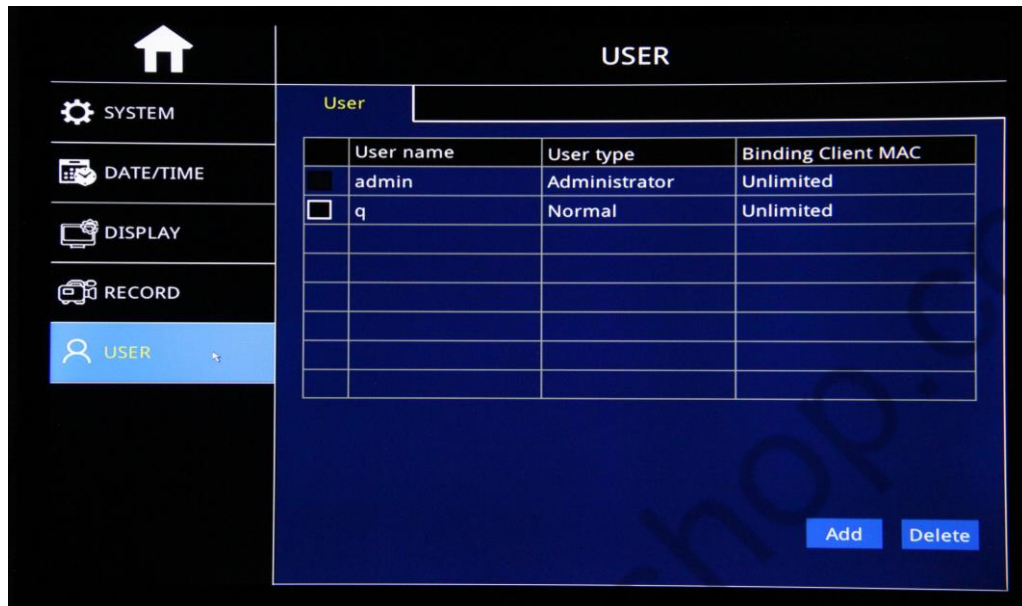 USER
SYSTEM
DATE/TIME
DISPLAY
RECORD
USER
User
User name User type Binding Client MAC
admin Administrator Unlimited
q Normal Unlimited
Add Delete